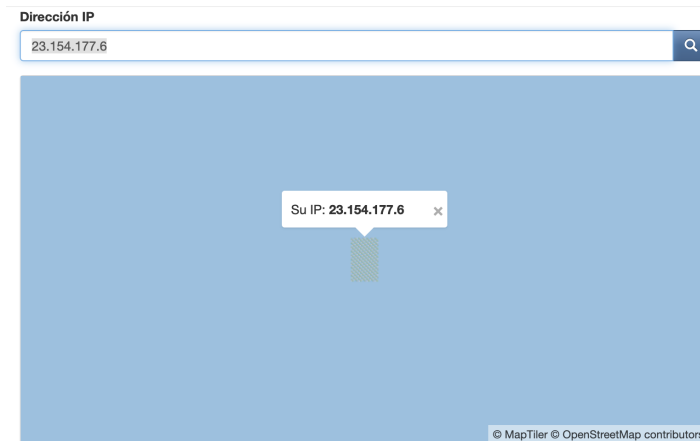 Dirección IP
23.154.177.6
Su IP: 23.154.177.6 ×
© MapTiler © OpenStreetMap contributors